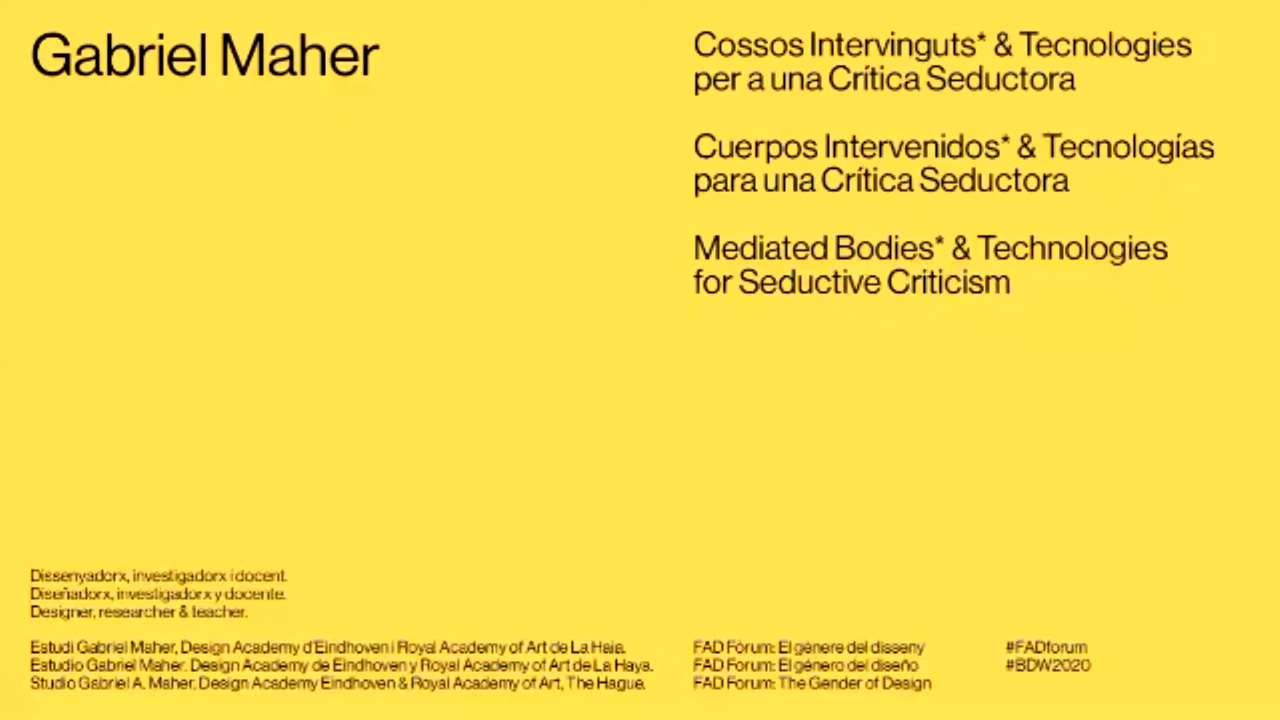 Gabriel Maher
Cossos Intervinguts* & Tecnologies
per a una Crítica Seductora
Cuerpos Intervenidos* & Tecnologías
para una Crítica Seductora
Mediated Bodies* & Technologies
for Seductive Criticism
Dissenyadorx, investigadorx i docent.
Diseñadorx, investigadorx y docente.
Designer, researcher & teacher.
Estudi Gabriel Maher, Design Academy d'Eindhoven i Royal Academy of Art de La Haia.
Estudio Gabriel Maher. Design Academy de Eindhoven y Royal Academy of Art de La Haya.
Studio Gabriel A. Maher. Design Academy Eindhoven & Royal Academy of Art, The Hague.
FAD Fòrum: El gènere del disseny
FAD Fórum: El género del diseño
FAD Forum: The Gender of Design
#FADforum
#BDW2020